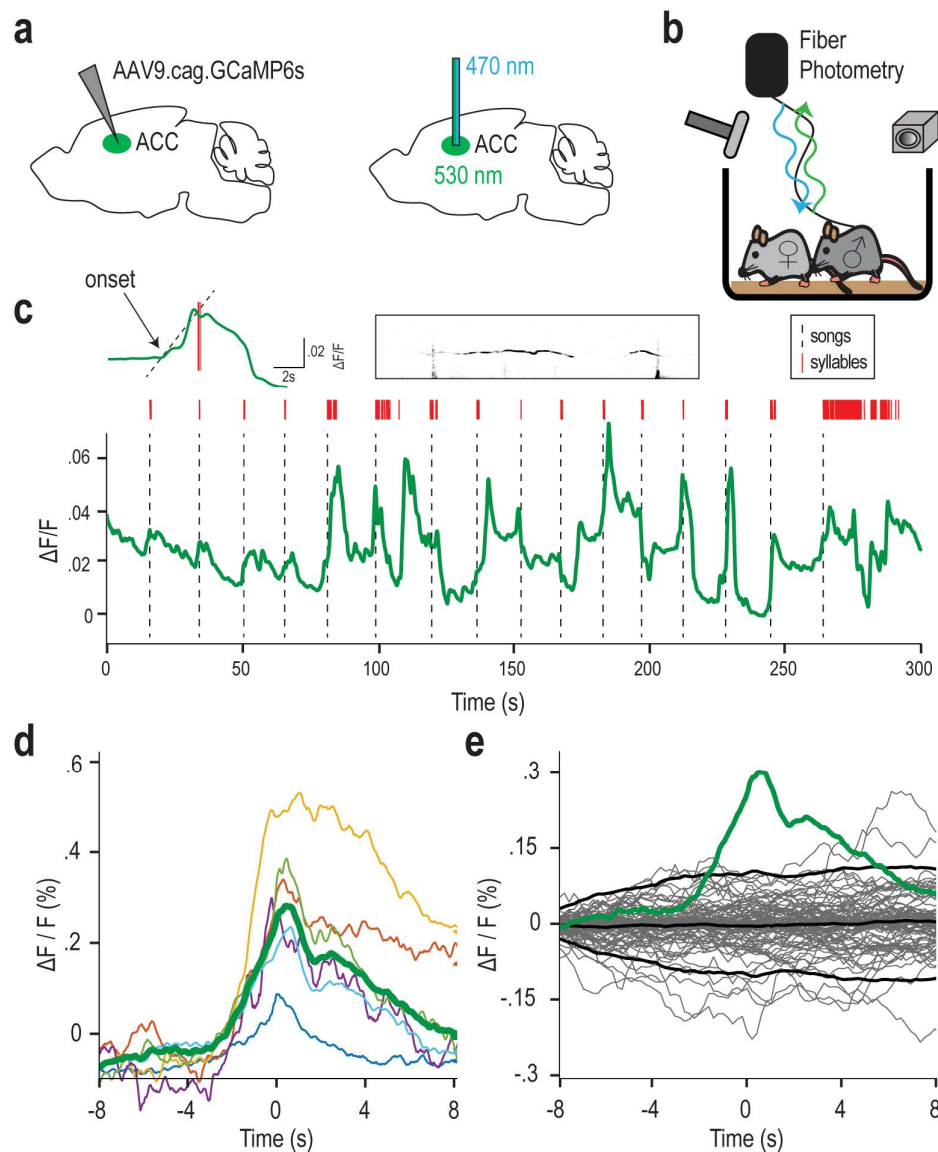 a
AAV9.cag.GCaMP6s
ACC
470 nm
ACC
530 nm
b
Fiber
Photometry
♀
♂
c
onset
.02
ΔF/F
2s
songs
syllables
.06
.04
.02
0
ΔF/F
0
50
100
150
200
250
300
Time (s)
d
.6
.4
.2
0
ΔF / F (%)
-8
-4
0
4
8
Time (s)
e
.3
.15
0
-.15
-.3
ΔF / F (%)
-8
-4
0
4
8
Time (s)